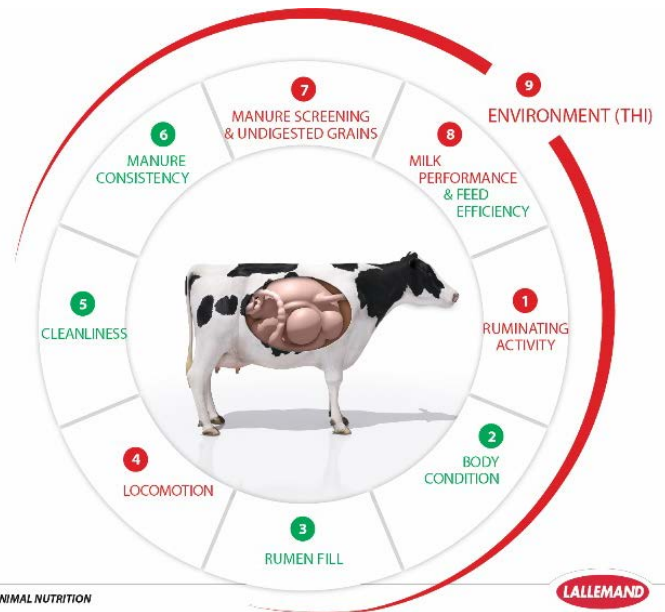 9
ENVIRONMENT (THI)
7
MANURE SCREENING
& UNDIGESTED GRAINS
8
MILK
PERFORMANCE
& FEED
EFFICIENCY
6
MANURE
CONSISTENCY
5
CLEANLINESS
1
RUMINATING
ACTIVITY
4
LOCOMOTION
2
BODY
CONDITION
3
RUMEN FILL
NIMAL NUTRITION
LALLEMAND